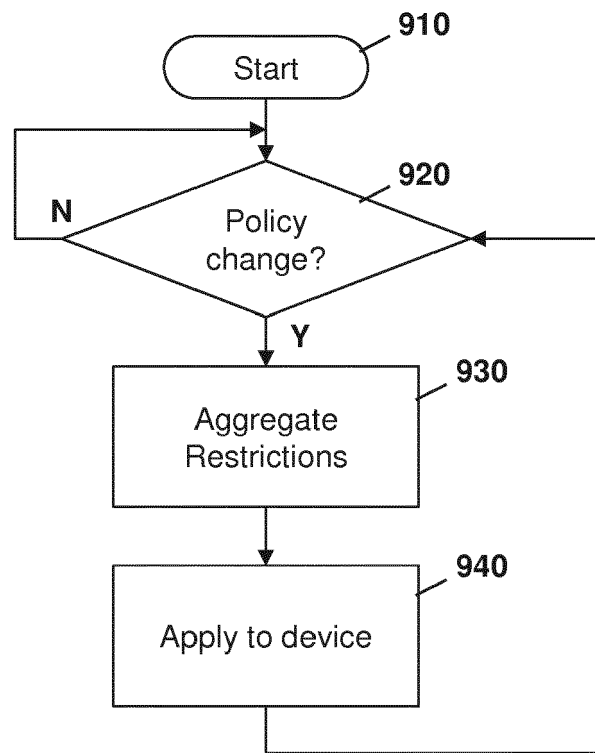 910
Start
920
N
Policy
change?
Y
930
Aggregate
Restrictions
940
Apply to device